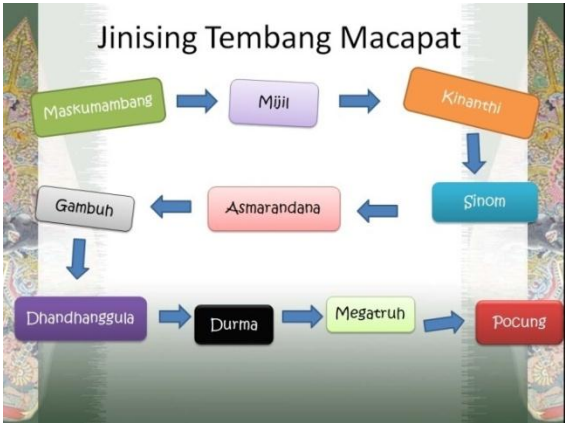 Jinising Tembang Macapat
Maskumambang
Mijil
Kinanthi
Sinom
Asmarandana
Gambuh
Dhandhanggula
Durma
Megatruh
Pocung